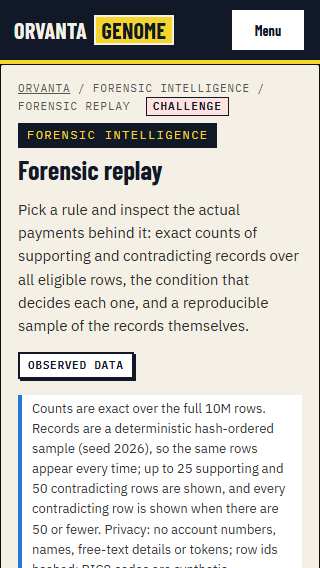 ORVANTA GENOME
Menu
ORVANTA / FORENSIC INTELLIGENCE /
FORENSIC REPLAY CHALLENGE
FORENSIC INTELLIGENCE
Forensic replay
Pick a rule and inspect the actual
payments behind it: exact counts of
supporting and contradicting records over
all eligible rows, the condition that
decides each one, and a reproducible
sample of the records themselves.
OBSERVED DATA
Counts are exact over the full 10M rows.
Records are a deterministic hash-ordered
sample (seed 2026), so the same rows
appear every time; up to 25 supporting and
50 contradicting rows are shown, and every
contradicting row is shown when there are
50 or fewer. Privacy: no account numbers,
names, free-text details or tokens; row ids